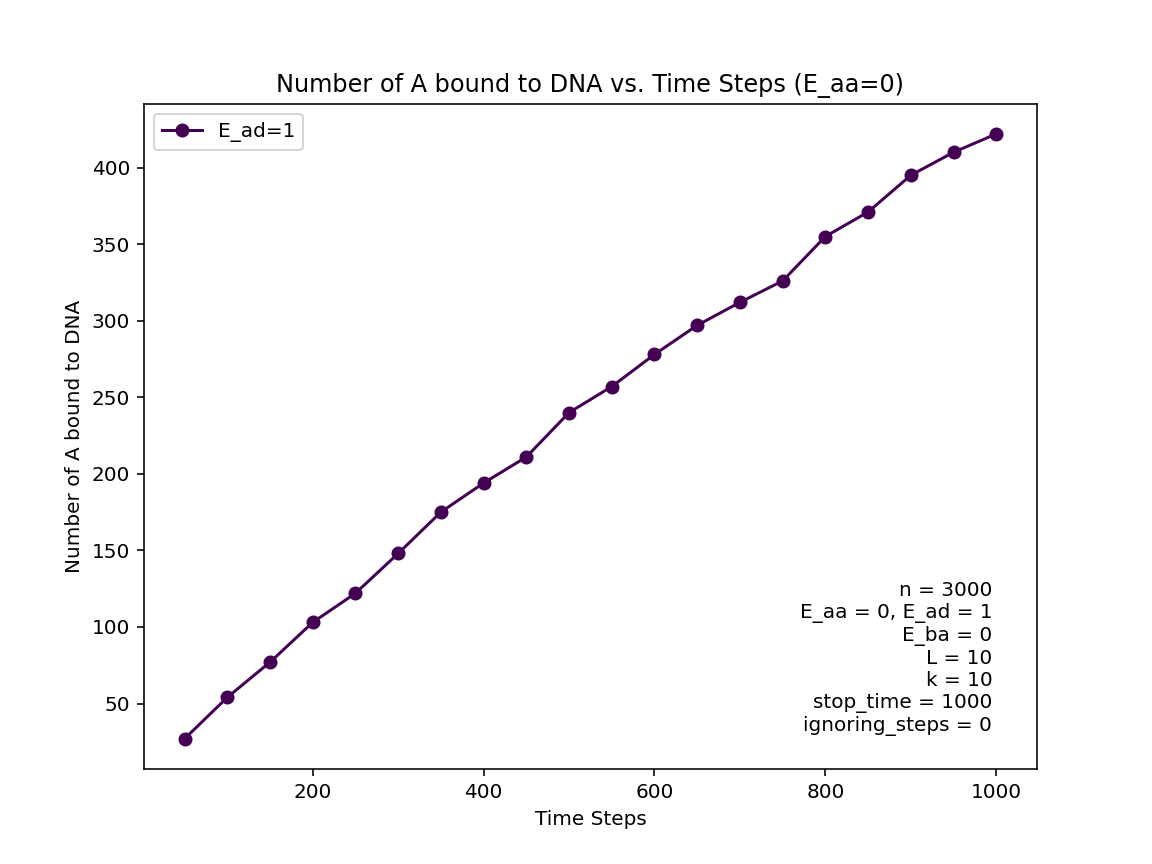 Number of A bound to DNA vs. Time Steps (E_aa=0)
E_ad=1
400
350
300
250
200
150
100
50
Number of A bound to DNA
n = 3000
E_aa = 0, E_ad = 1
E_ba = 0
L = 10
k = 10
stop_time = 1000
ignoring_steps = 0
200 400 600 800 1000
Time Steps